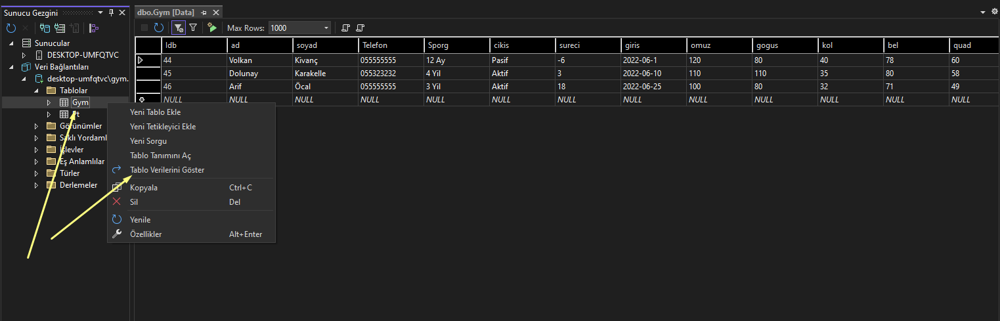 Sunucu Gezgini
dbo.Gym [Data]
Max Rows: 1000
Sunucular
DESKTOP-UMFQTVC
Veri Bağlantıları
desktop-umfqtvc\gym.
Tablolar
Gym
Pt
Görünümler
Saklı Yordaml
İşlevler
Eş Anlamlılar
Türler
Derlemeler
Idb ad soyad Telefon Sporg cikis sureci giris omuz gogus kol bel quad
44 Volkan Kıvanç 055555555 12 Ay Pasif -6 2022-06-1 120 80 40 78 60
45 Dolunay Karakelle 055323232 4 Yil Aktif 3 2022-06-10 110 110 35 80 58
46 Arif Öcal 055555555 3 Yil Aktif 18 2022-06-25 100 80 32 71 49
NULL NULL NULL NULL NULL NULL NULL NULL NULL NULL NULL NULL NULL
Yeni Tablo Ekle
Yeni Tetikleyici Ekle
Yeni Sorgu
Tablo Tanımını Aç
Tablo Verilerini Göster
Kopyala Ctrl+C
Sil Del
Yenile
Özellikler Alt+Enter